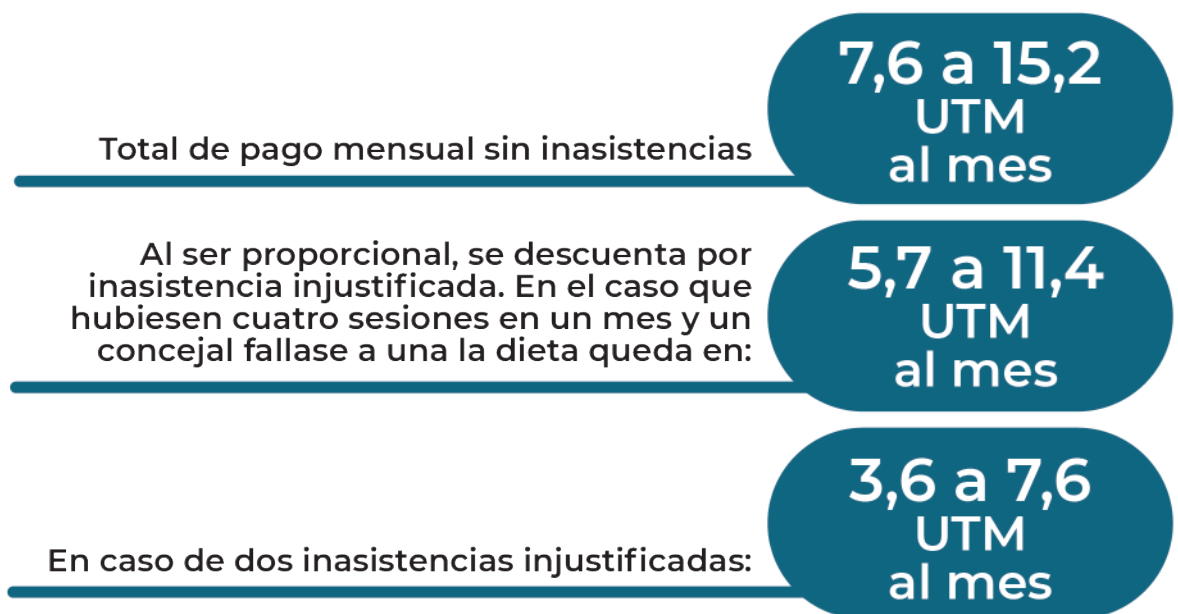 Total de pago mensual sin inasistencias
7,6 a 15,2
UTM
al mes
Al ser proporcional, se descuenta por
inasistencia injustificada. En el caso que
hubiesen cuatro sesiones en un mes y un
concejal fallase a una la dieta queda en:
5,7 a 11,4
UTM
al mes
En caso de dos inasistencias injustificadas:
3,6 a 7,6
UTM
al mes